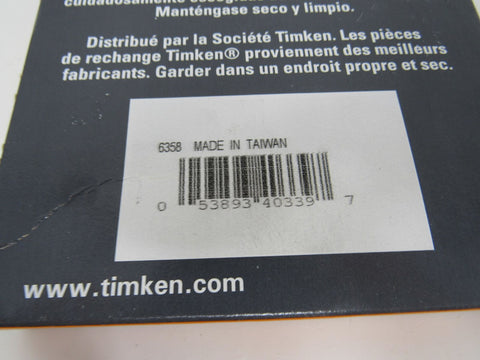 Manténgase seco y limpio.
Distribué par la Société Timken. Les pièces
de rechange Timken® proviennent des meilleurs
fabricants. Garder dans un endroit propre et sec.
6358 MADE IN TAIWAN
0 53893 40339 7
www.timken.com